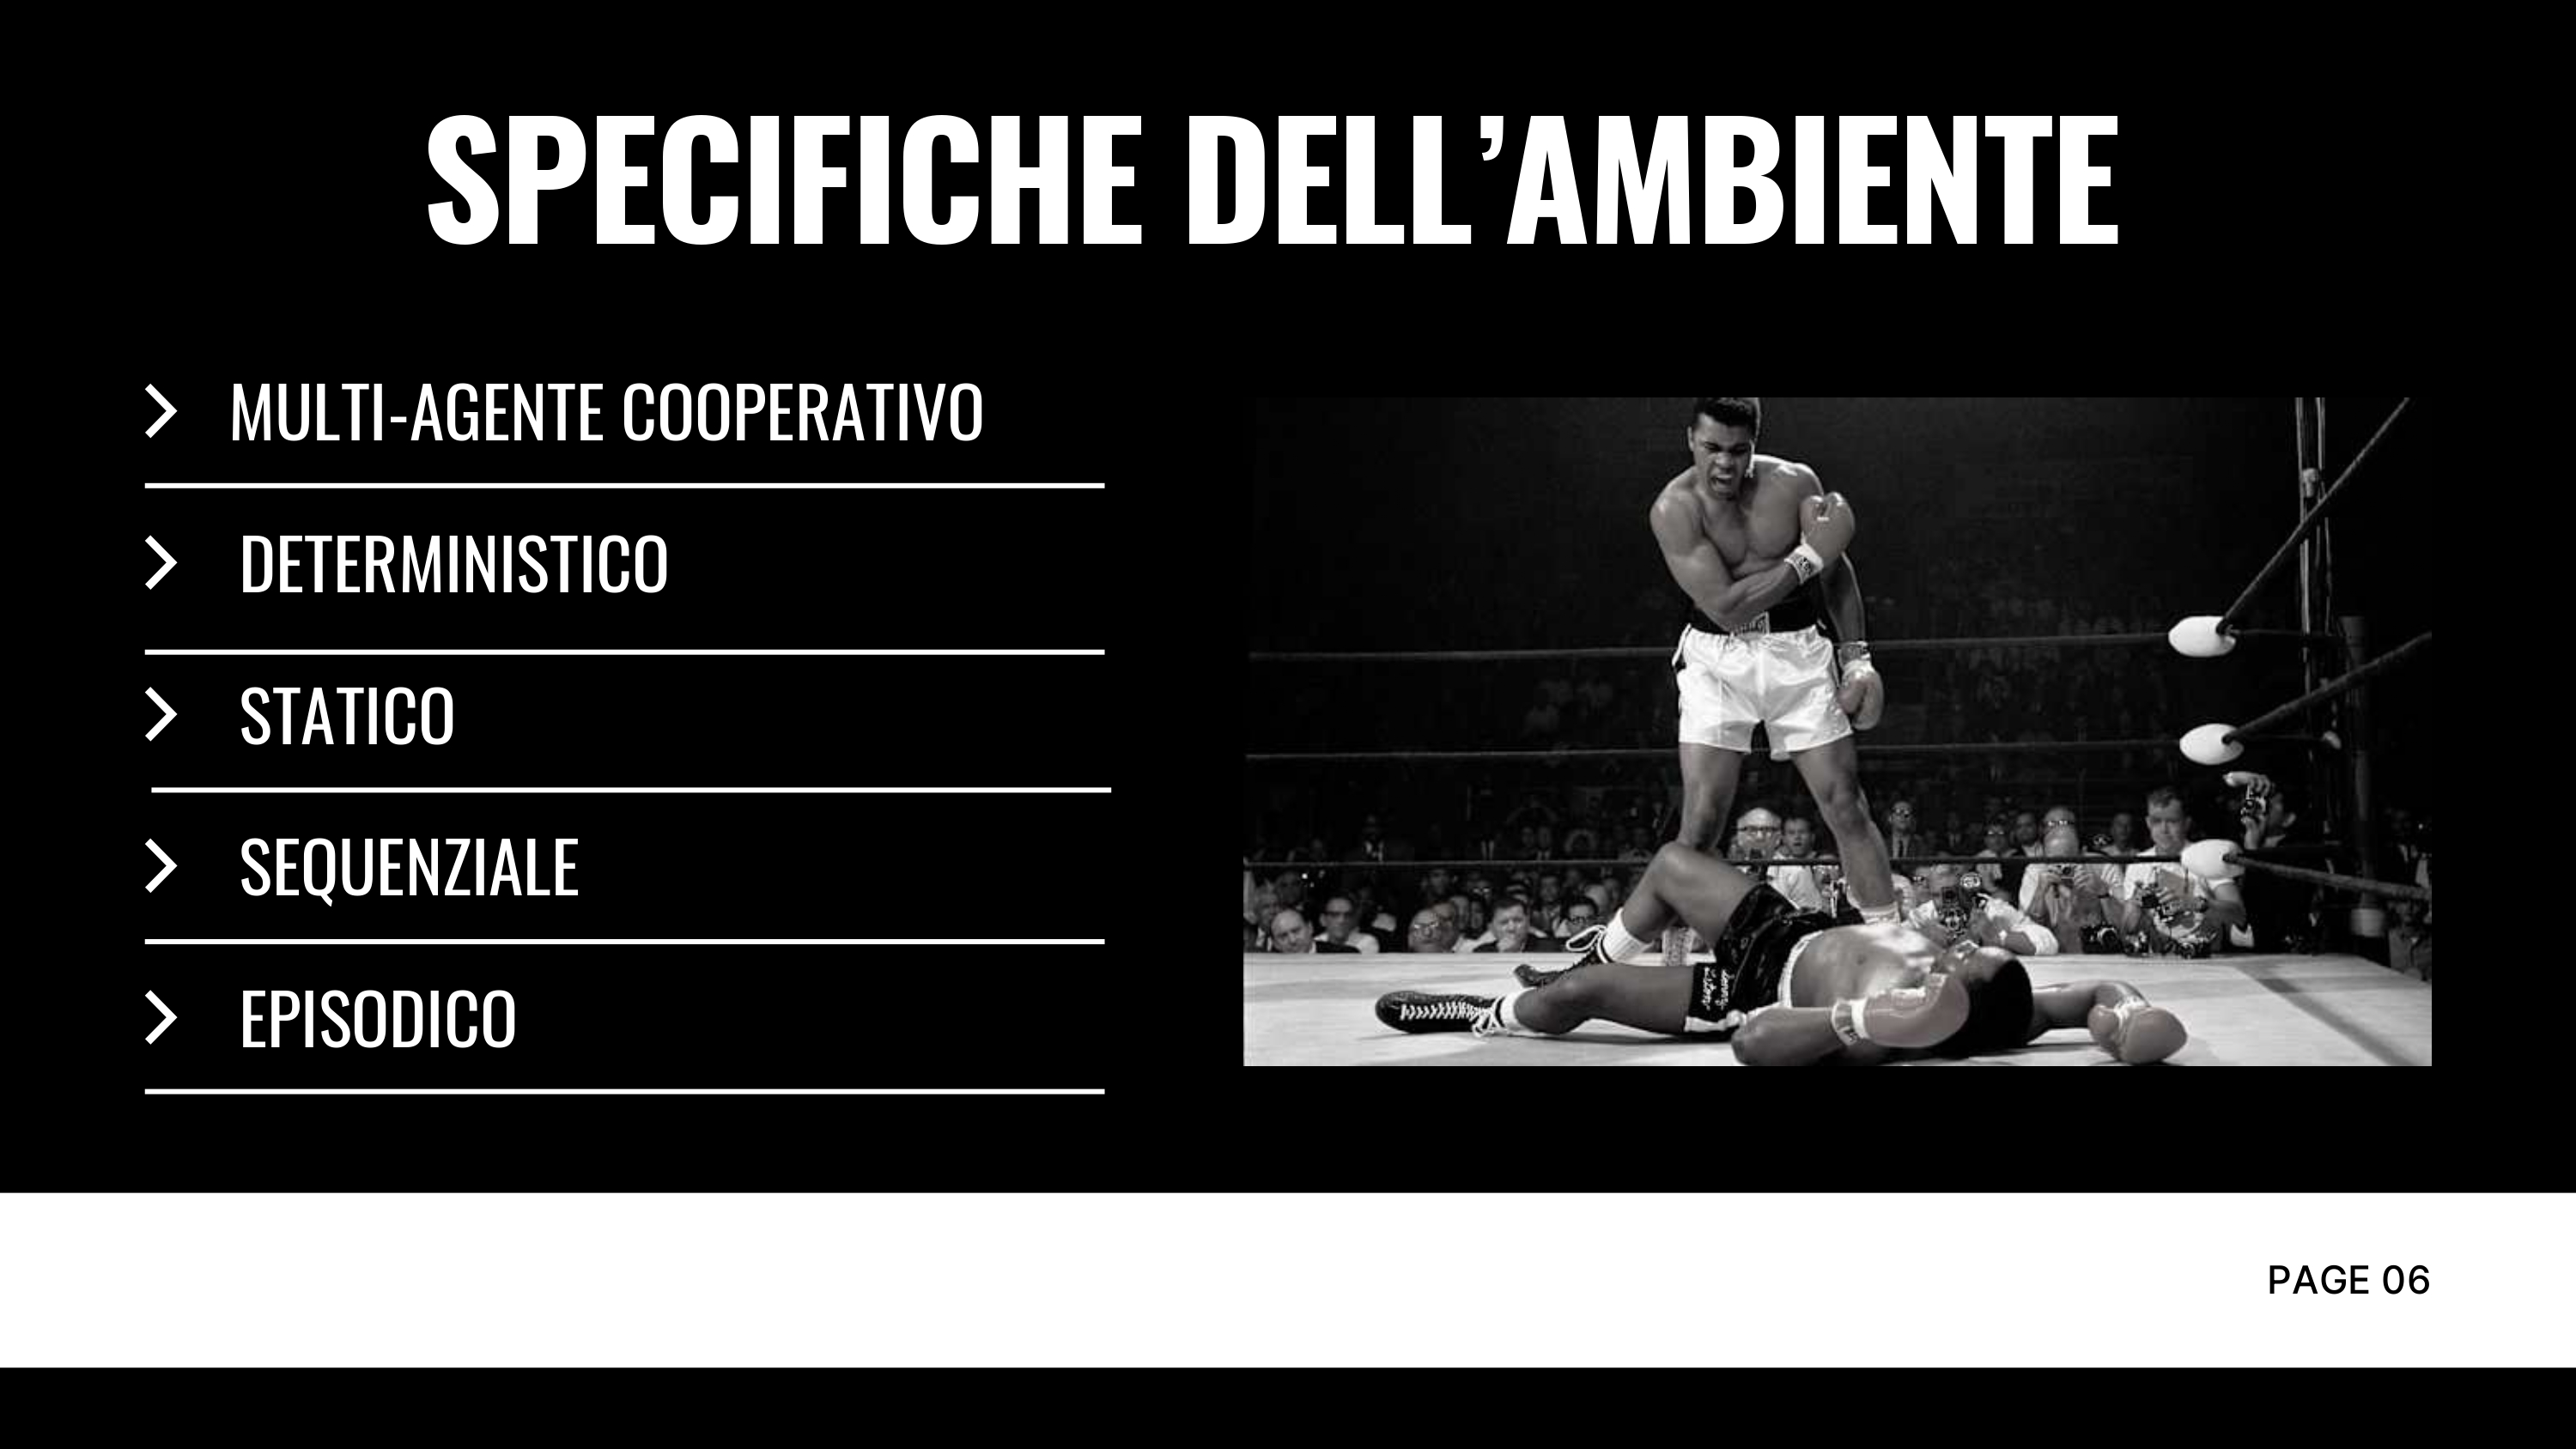 SPECIFICHE DELL’AMBIENTE
MULTI-AGENTE COOPERATIVO
DETERMINISTICO
STATICO
SEQUENZIALE
EPISODICO
PAGE 06